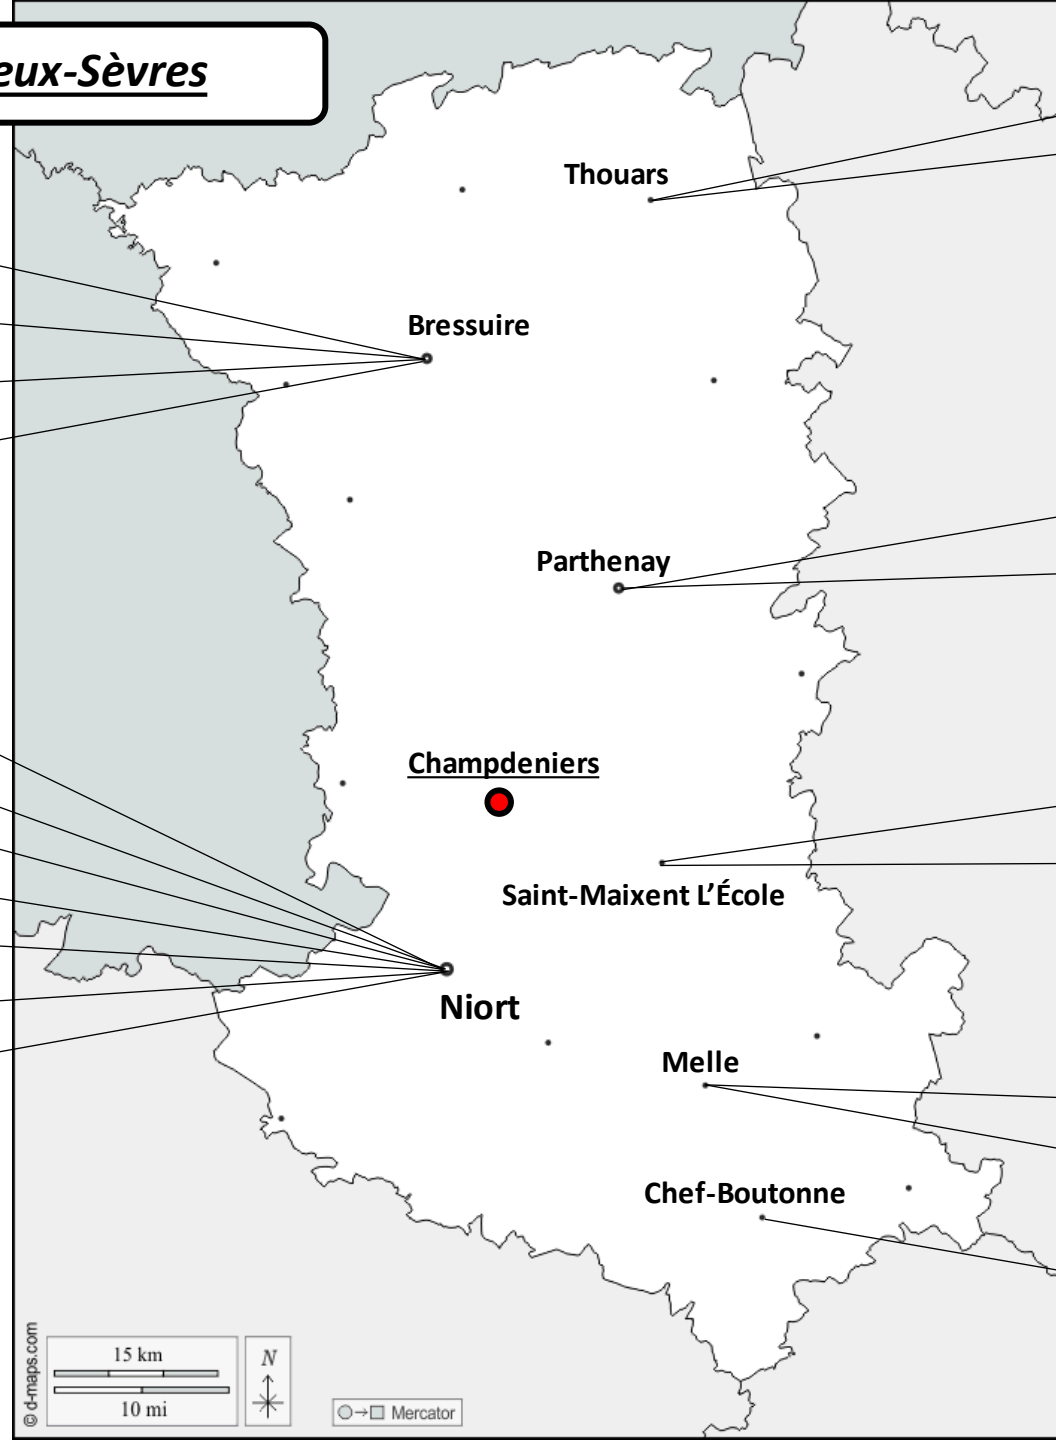 eux-Sèvres
Thouars
Bressuire
Parthenay
Champdeniers
Saint-Maixent L’École
Niort
Melle
Chef-Boutonne
© d-maps.com
15 km
10 mi
N
Mercator